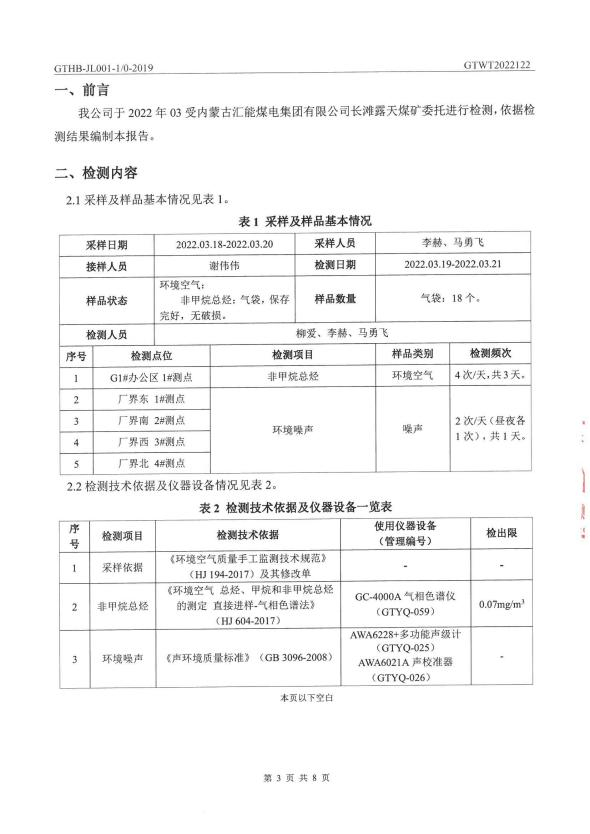 GTHB-JL001-1/0-2019 GTWT2022122
一、前言
我公司于 2022 年 03 受内蒙古汇能煤电集团有限公司长滩露天煤矿委托进行检测,依据检
测结果编制本报告。
二、检测内容
2.1 采样及样品基本情况见表 1。
表 1 采样及样品基本情况
采样日期 2022.03.18-2022.03.20 采样人员 李赫、马勇飞
接样人员 谢伟伟 检测日期 2022.03.19-2022.03.21
样品状态 环境空气:
非甲烷总烃:气袋,保存
完好,无破损。
样品数量 气袋:18 个。
检测人员 柳爱、李赫、马勇飞
序号 检测点位 检测项目 样品类别 检测频次
1 G1#办公区 1#测点 非甲烷总烃 环境空气 4 次/天,共 3 天。
2 厂界东 1#测点
3 厂界南 2#测点
4 厂界西 3#测点
5 厂界北 4#测点
环境噪声 噪声 2 次/天(昼夜各
1 次),共 1 天。
2.2 检测技术依据及仪器设备情况见表 2。
表 2 检测技术依据及仪器设备一览表
序
号
检测项目 检测技术依据 使用仪器设备
(管理编号)
检出限
1 采样依据 《环境空气质量手工监测技术规范》
(HJ 194-2017)及其修改单
- -
2 非甲烷总烃 《环境空气 总烃、甲烷和非甲烷总烃
的测定 直接进样-气相色谱法》
(HJ 604-2017)
GC-4000A 气相色谱仪
(GTYQ-059)
0.07mg/m³
3 环境噪声 《声环境质量标准》(GB 3096-2008) AWA6228+多功能声级计
(GTYQ-025)
AWA6021A 声校准器
(GTYQ-026)
-
本页以下空白
第 3 页 共 8 页